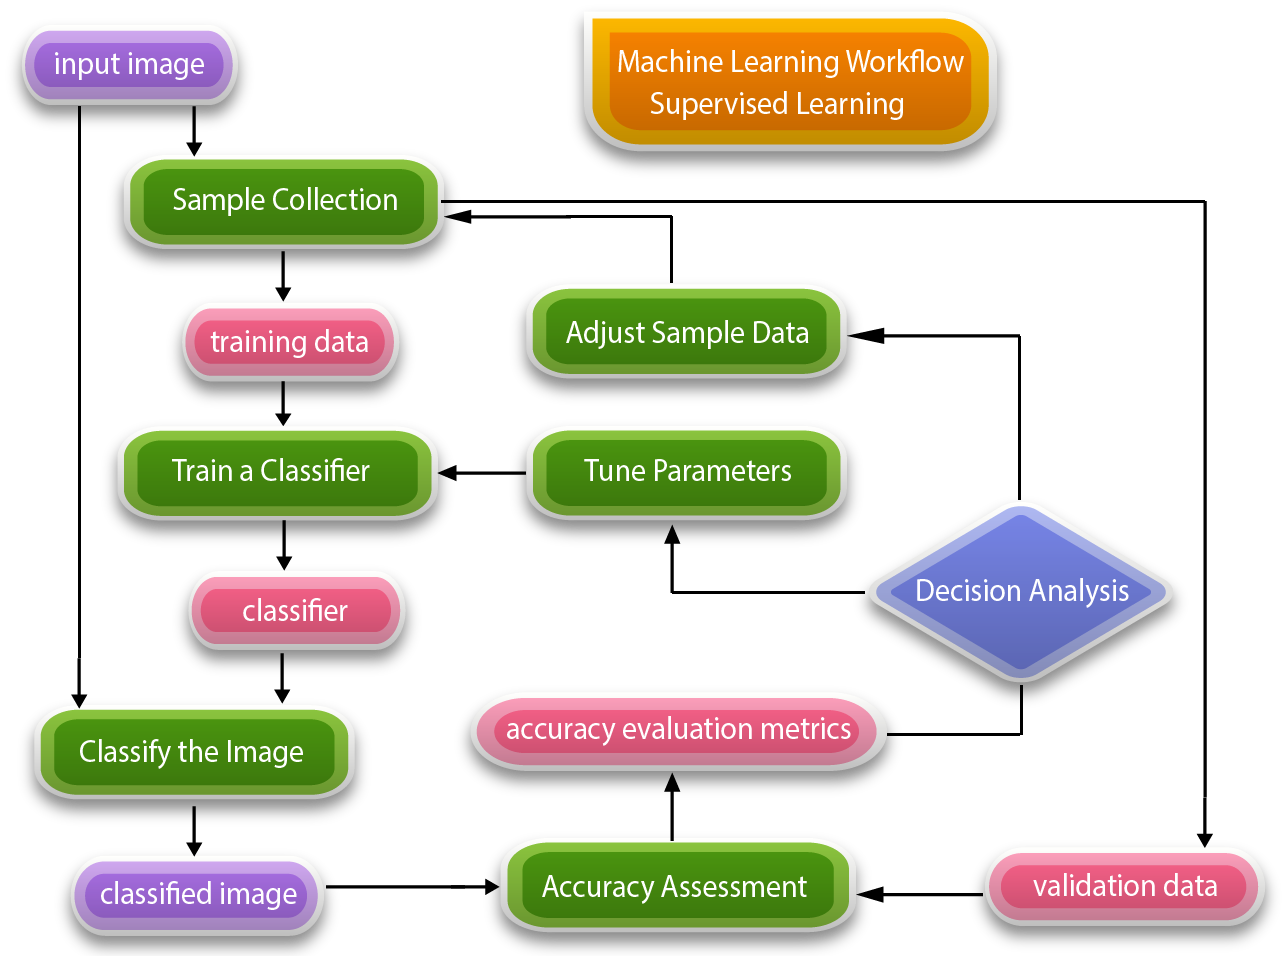 input image
Machine Learning Workflow
Supervised Learning
Sample Collection
training data
Adjust Sample Data
Train a Classifier
Tune Parameters
classifier
Decision Analysis
Classify the Image
accuracy evaluation metrics
classified image
Accuracy Assessment
validation data